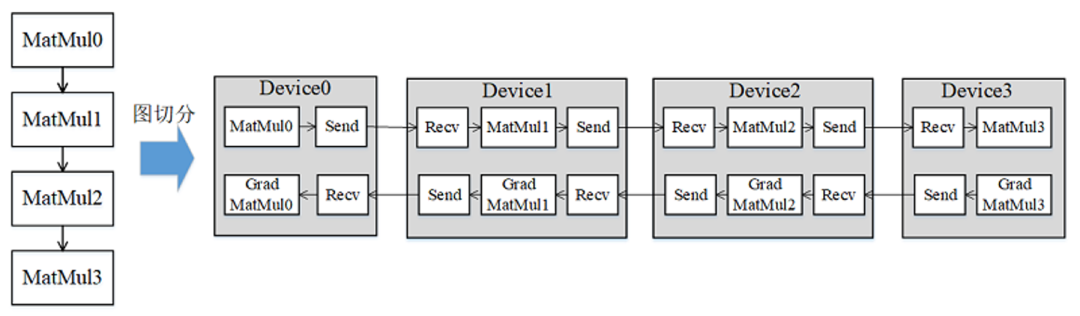 MatMul0
MatMul1
MatMul2
MatMul3
图切分
Device0
MatMul0
Send
Grad
MatMul0
Recv
Device1
Recv
MatMul1
Send
Send
Grad
MatMul1
Recv
Device2
Recv
MatMul2
Send
Send
Grad
MatMul2
Recv
Device3
Recv
MatMul3
Send
Grad
MatMul3